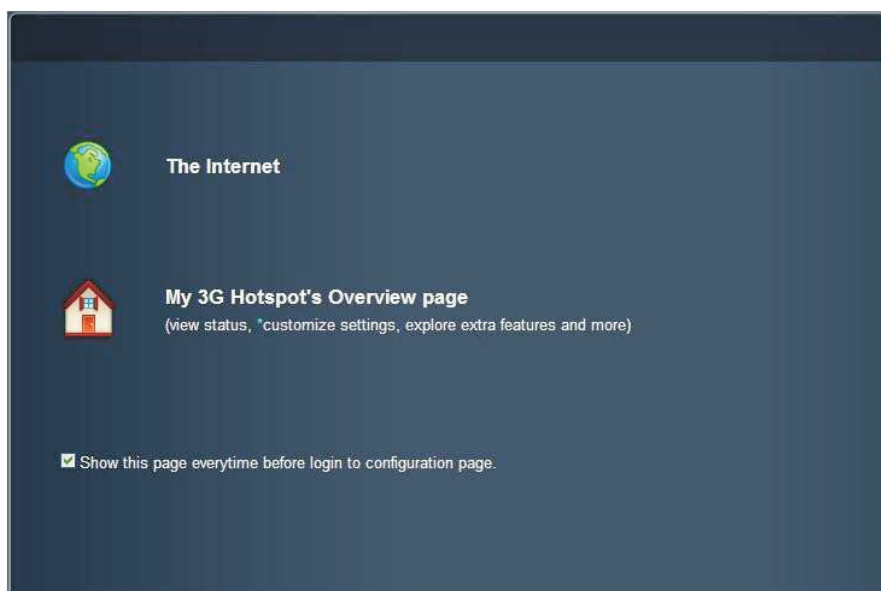 The Internet
My 3G Hotspot's Overview page
(view status, *customize settings, explore extra features and more)
Show this page everytime before login to configuration page.